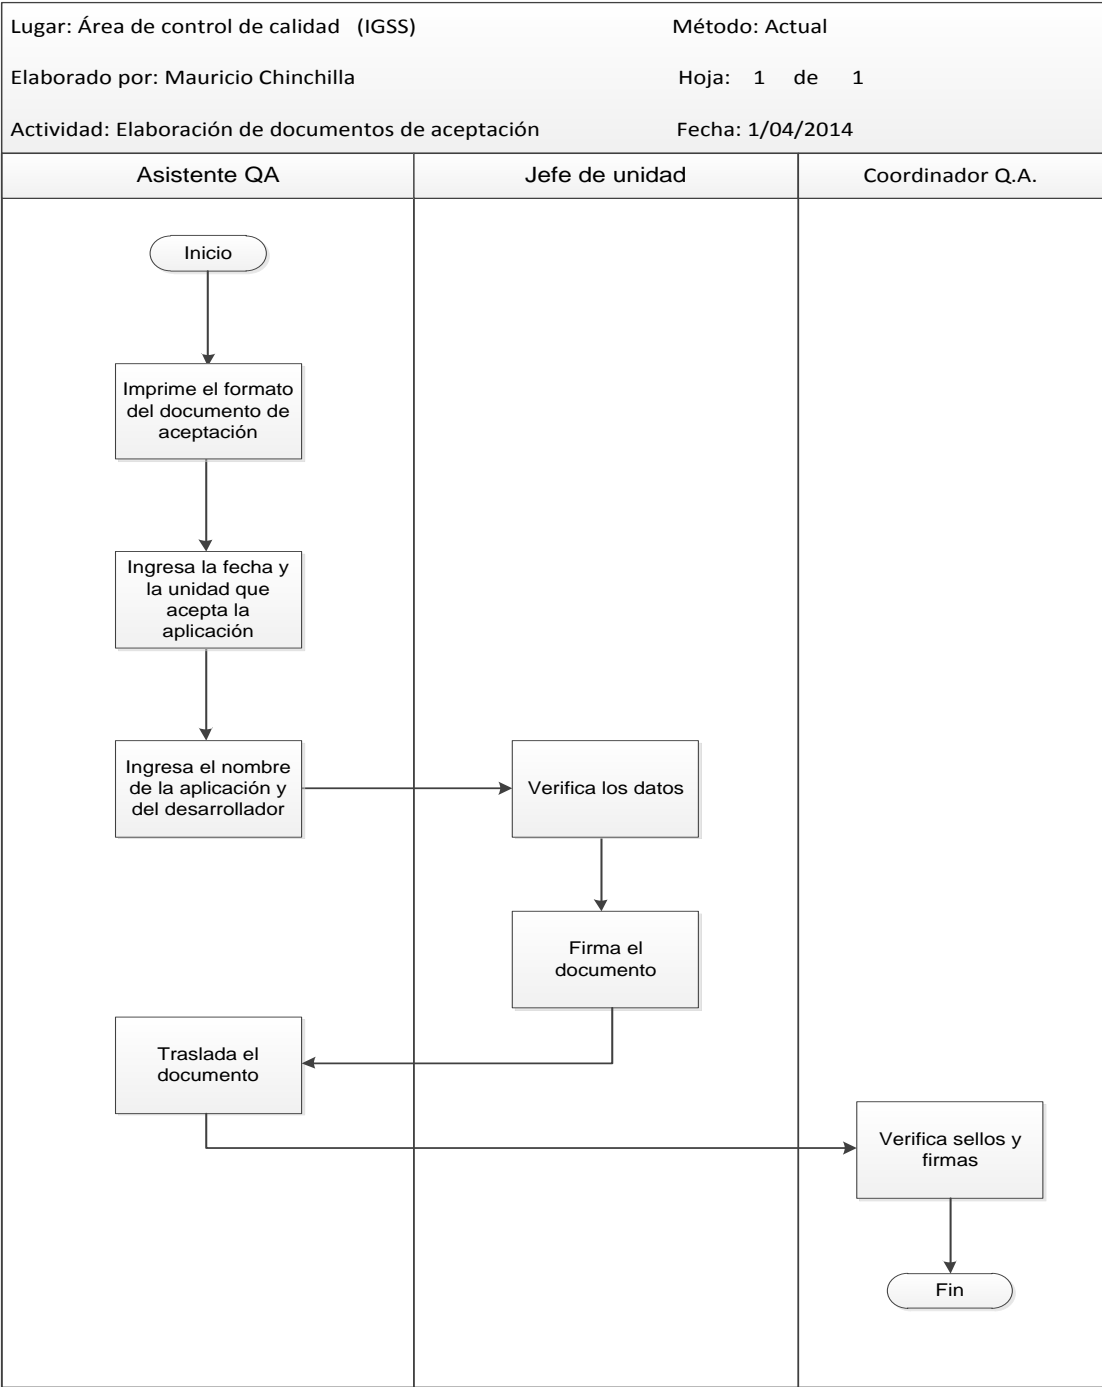 Lugar: Área de control de calidad (IGSS) Método: Actual
Elaborado por: Mauricio Chinchilla Hoja: 1 de 1
Actividad: Elaboración de documentos de aceptación Fecha: 1/04/2014
Asistente QA Jefe de unidad Coordinador Q.A.
Inicio
Imprime el formato
del documento de
aceptación
Ingresa la fecha y
la unidad que
acepta la
aplicación
Ingresa el nombre
de la aplicación y
del desarrollador
Verifica los datos
Firma el
documento
Traslada el
documento
Verifica sellos y
firmas
Fin